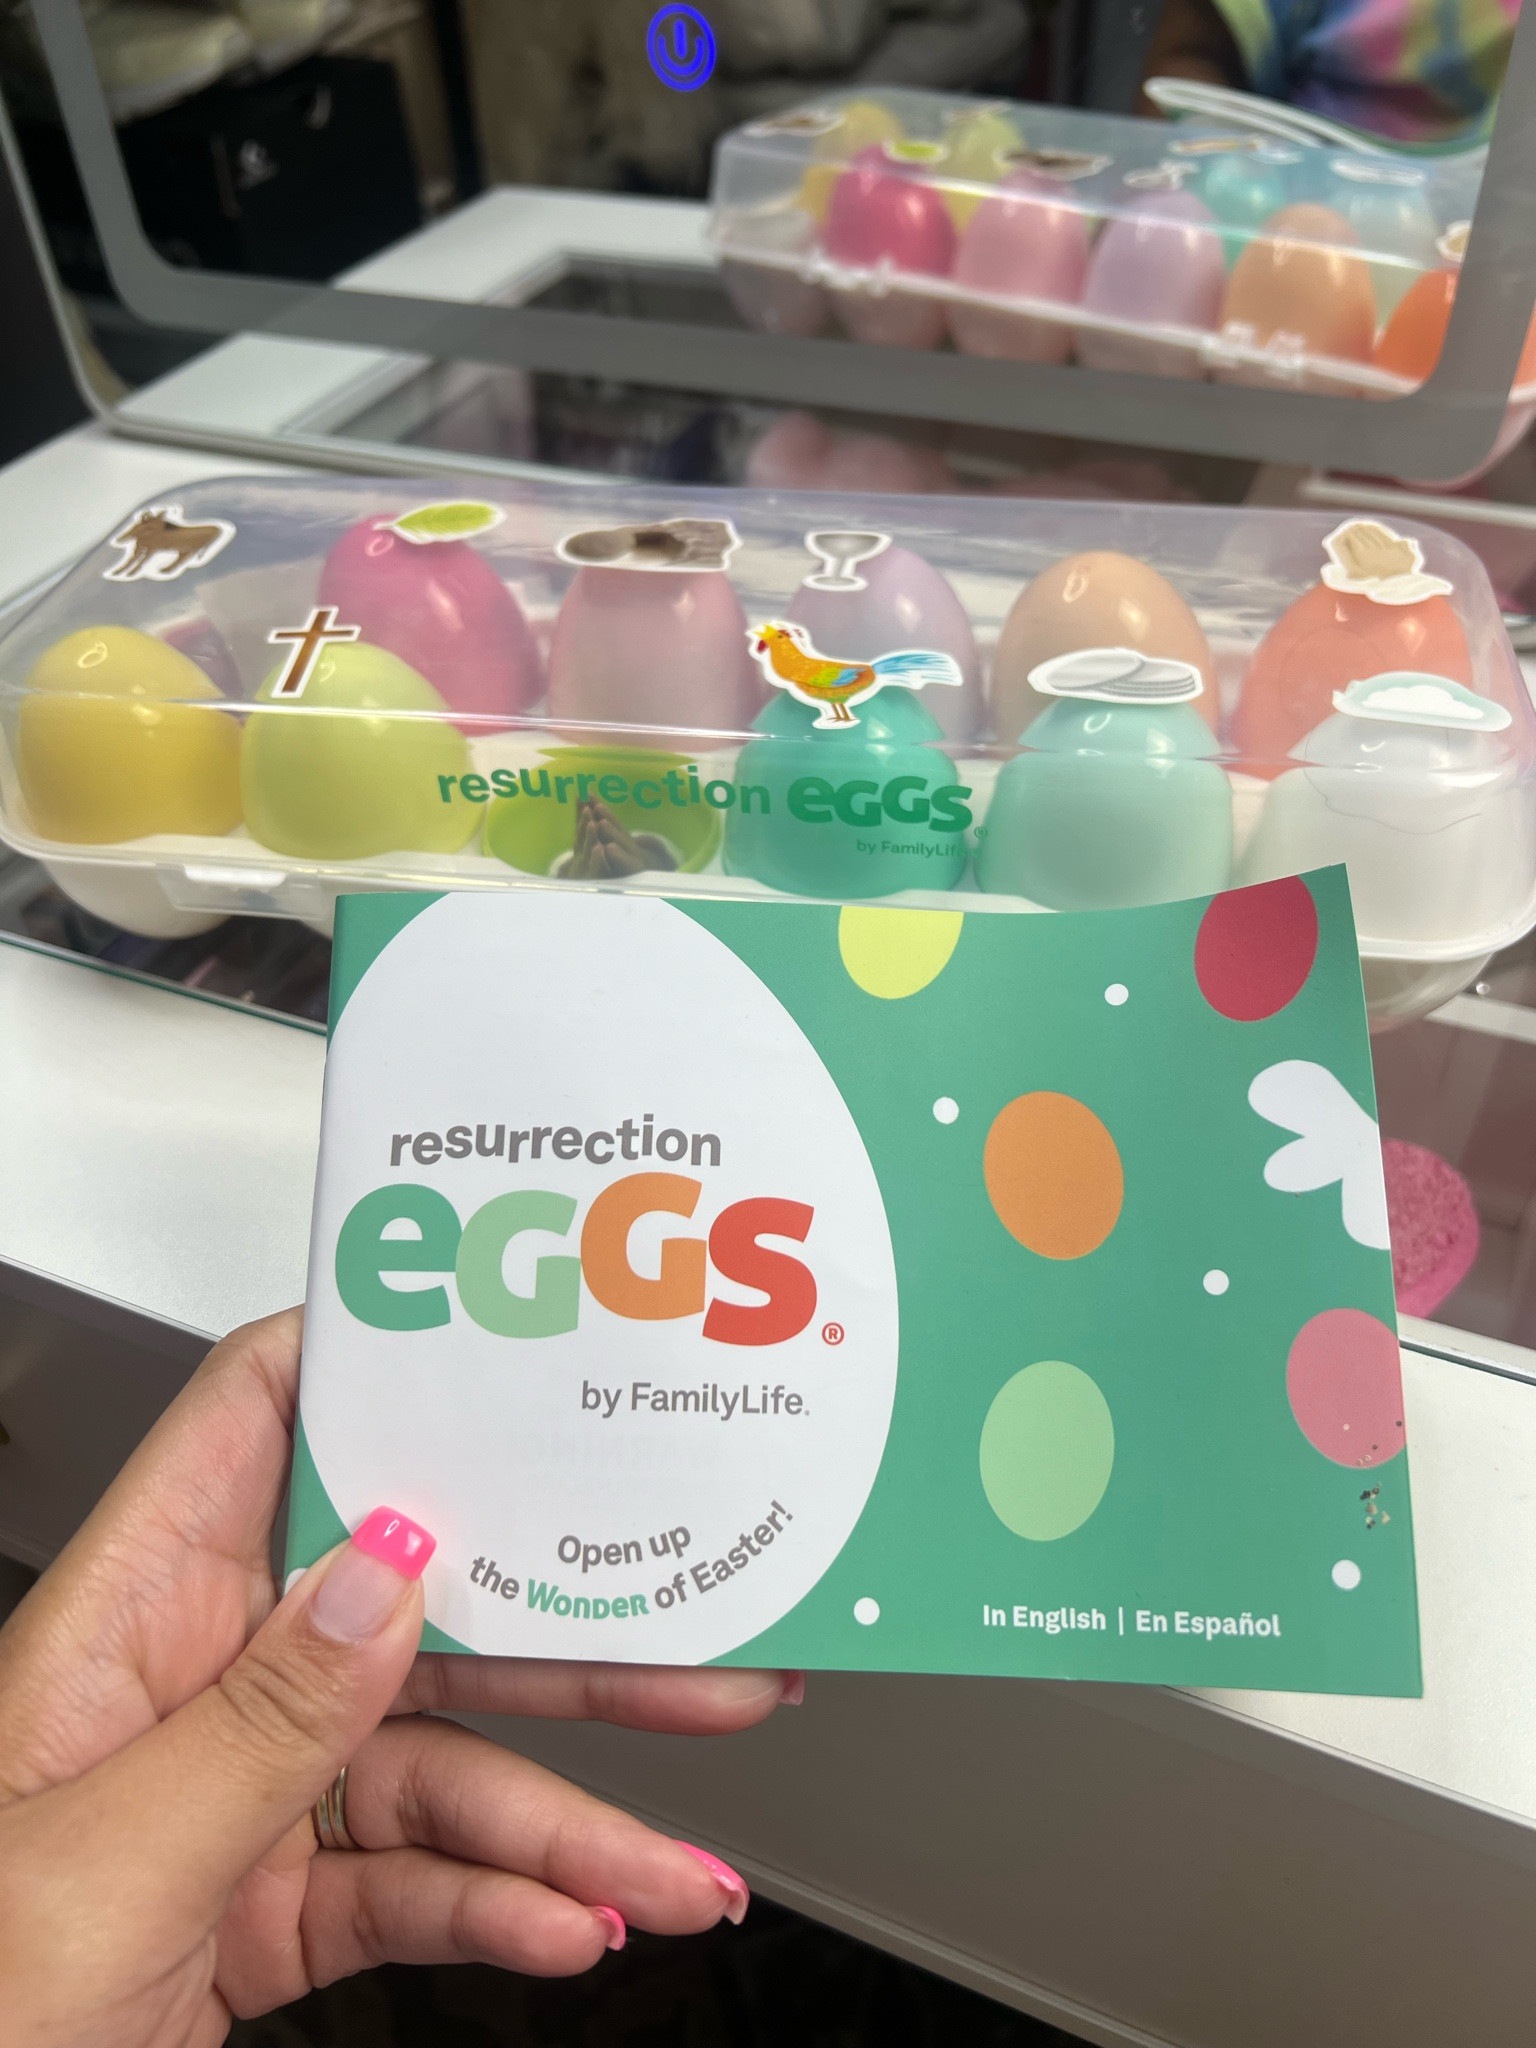 resurrection eGGs®
by FamilyLife
resurrection
eGGs®
by FamilyLife.
Open up
the WonDeR of Easter!
In English | En Español